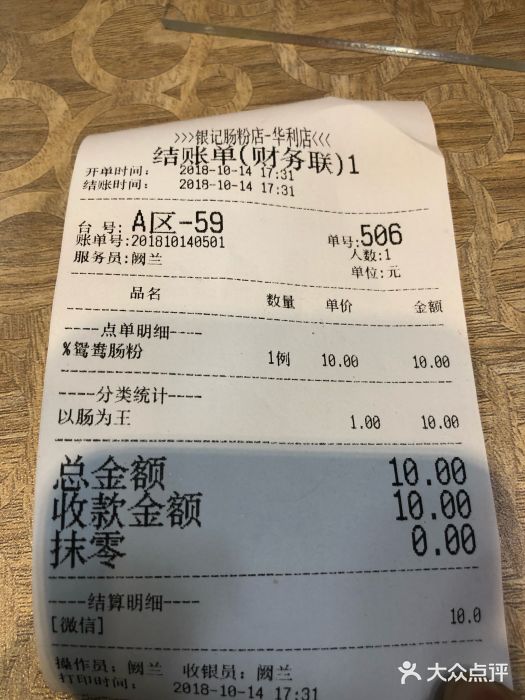 >>>银记肠粉店-华利店<<<
结账单(财务联)1
开单时间: 2018-10-14 17:31
结账时间: 2018-10-14 17:31
台 号: A区-59 单号:506
账单号:201810140501 人数:1
服务员:阙兰 单位:元
品名 数量 单价 金额
----点单明细----
%鸳鸯肠粉 1例 10.00 10.00
----分类统计----
以肠为王 1.00 10.00
总金额 10.00
收款金额 10.00
抹零 0.00
----结算明细----
[微信] 10.0
操作员: 阙兰 收银员: 阙兰
打印时间: 2018-10-14 17:31
大众点评